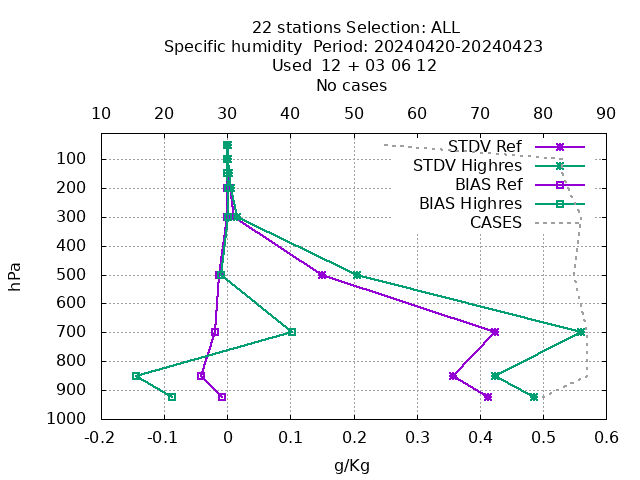 22 stations Selection: ALL
Specific humidity  Period: 20240420-20240423
Used  12 + 03 06 12
No cases
10 20 30 40 50 60 70 80 90
STDV Ref
STDV Highres
BIAS Ref
BIAS Highres
CASES
100
200
300
400
500
600
700
800
900
1000
hPa
-0.2 -0.1 0 0.1 0.2 0.3 0.4 0.5 0.6
g/Kg